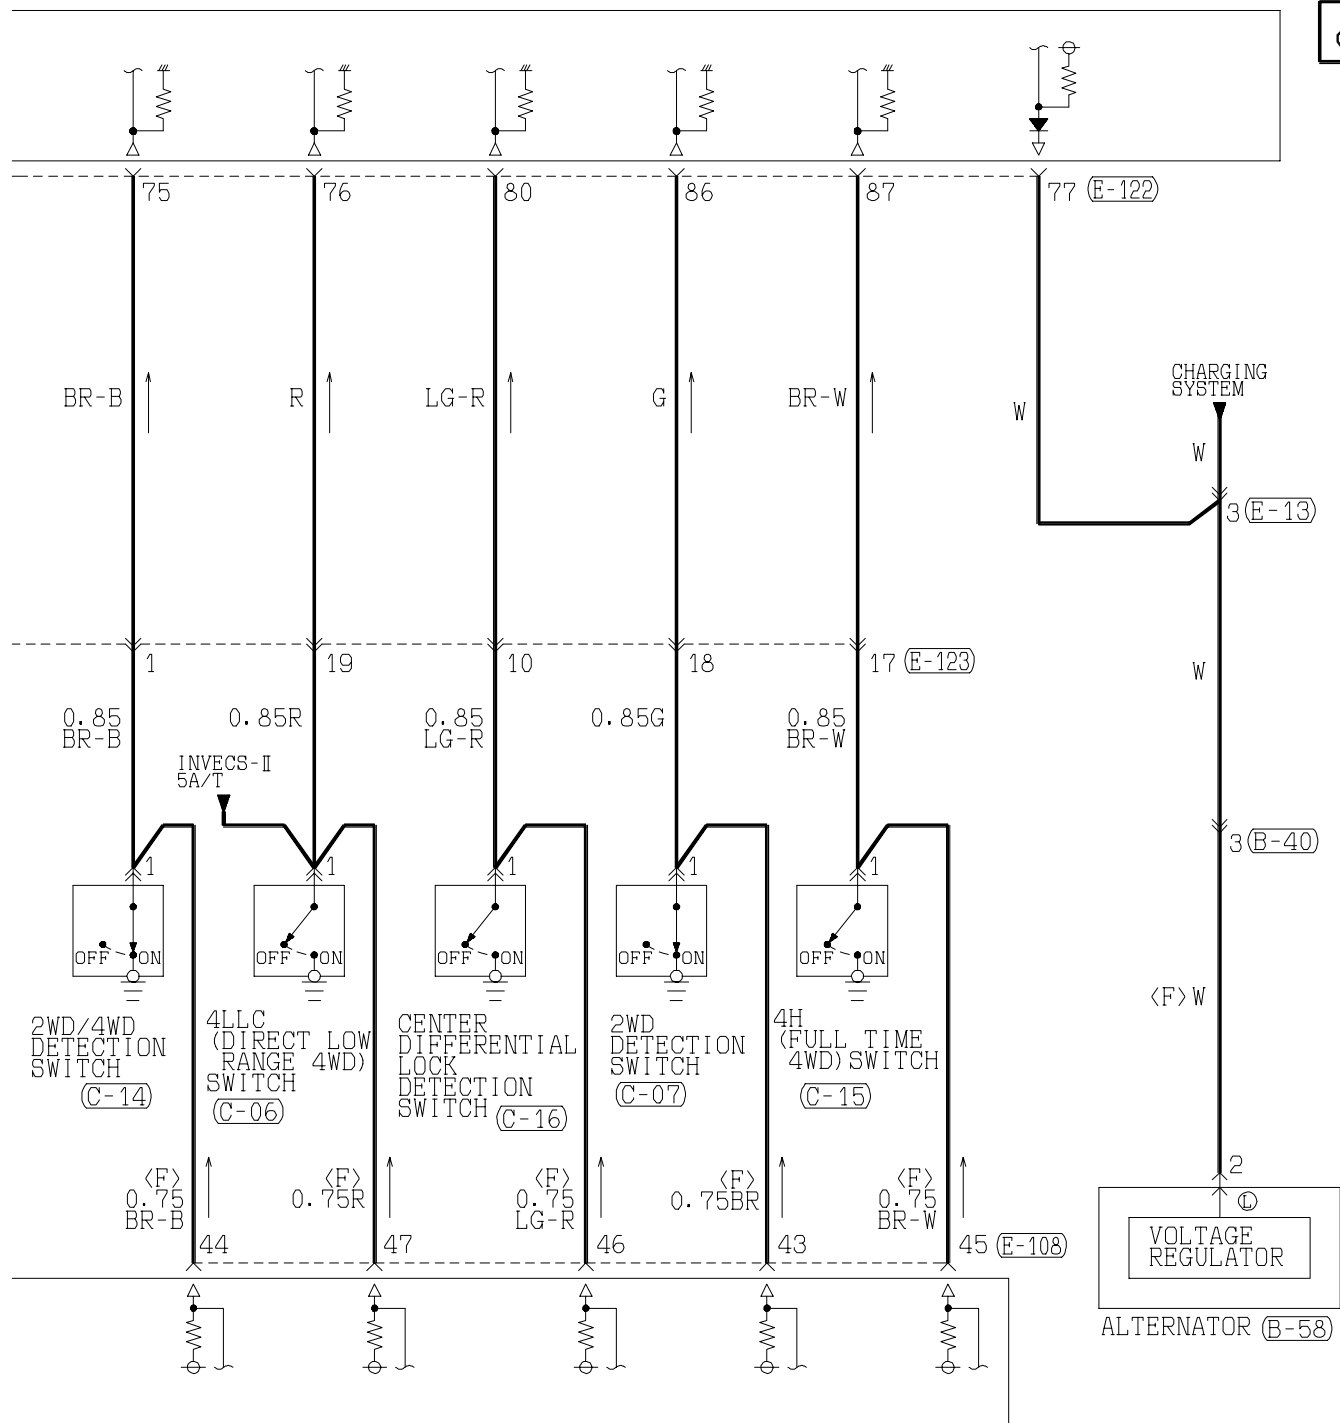 75
76
80
86
87
77 (E-122)
BR-B
R
LG-R
G
BR-W
W
CHARGING
SYSTEM
W
3 (E-13)
1
19
10
18
17 (E-123)
W
0.85
BR-B
0.85R
0.85
LG-R
0.85G
0.85
BR-W
INVECS-II
5A/T
3 (B-40)
1
1
1
1
1
OFF ON
OFF ON
OFF ON
OFF ON
OFF ON
<F>W
2WD/4WD
DETECTION
SWITCH
(C-14)
4LLC
(DIRECT LOW
RANGE 4WD)
SWITCH
(C-06)
CENTER
DIFFERENTIAL
LOCK
DETECTION
SWITCH (C-16)
2WD
DETECTION
SWITCH
(C-07)
4H
(FULL TIME
4WD) SWITCH
(C-15)
<F>
0.75
BR-B
<F>
0.75R
<F>
0.75
LG-R
<F>
0.75BR
<F>
0.75
BR-W
2
L
44
47
46
43
45 (E-108)
VOLTAGE
REGULATOR
ALTERNATOR (B-58)